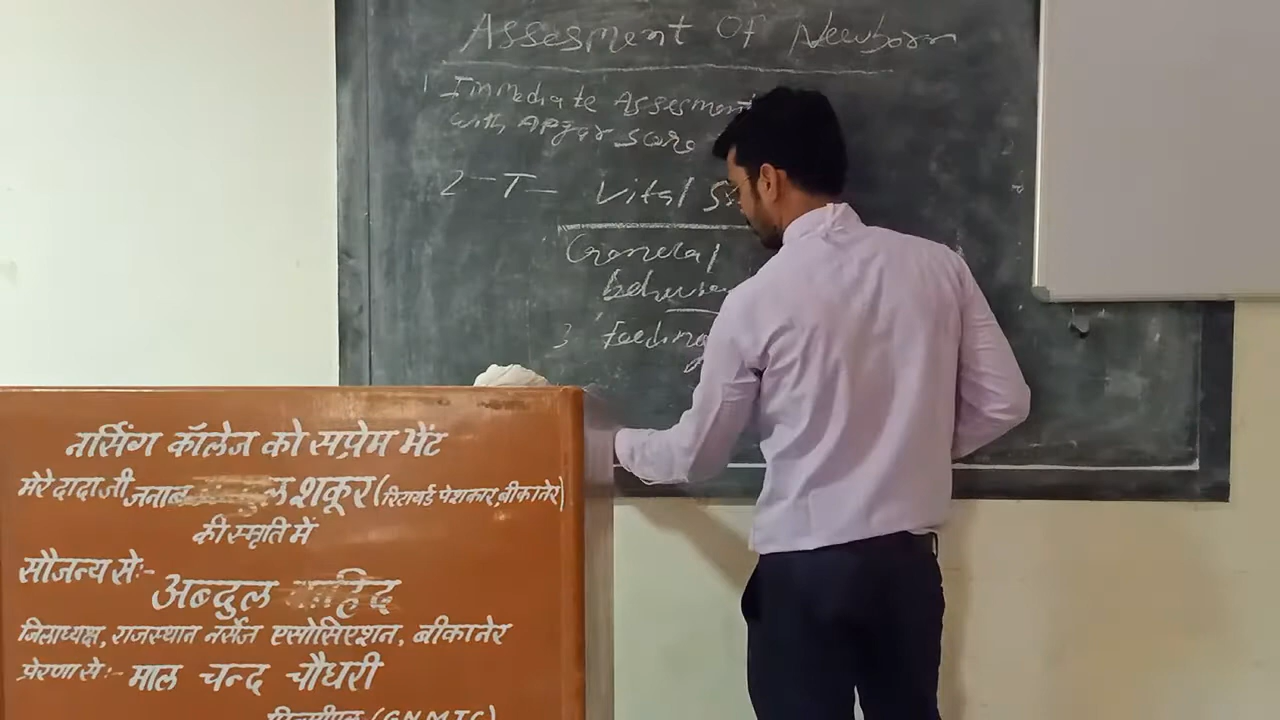 Assesment Of Newborn
1 Immediate Assesment
with Apgar score
2 - T - Vital
General
3 Feeding
नर्सिंग कॉलेज को सप्रेम भेंट
मेरे दादाजी जनाब शकूर (रिटायर्ड पेशकार, बीकानेर)
की स्मृति में
सौजन्य से:-
अब्दुल
जिलाध्यक्ष, राजस्थान नर्सेज एसोसिएशन, बीकानेर
प्रेरणा से:- माल चन्द चौधरी
(G.N.M.T.C)